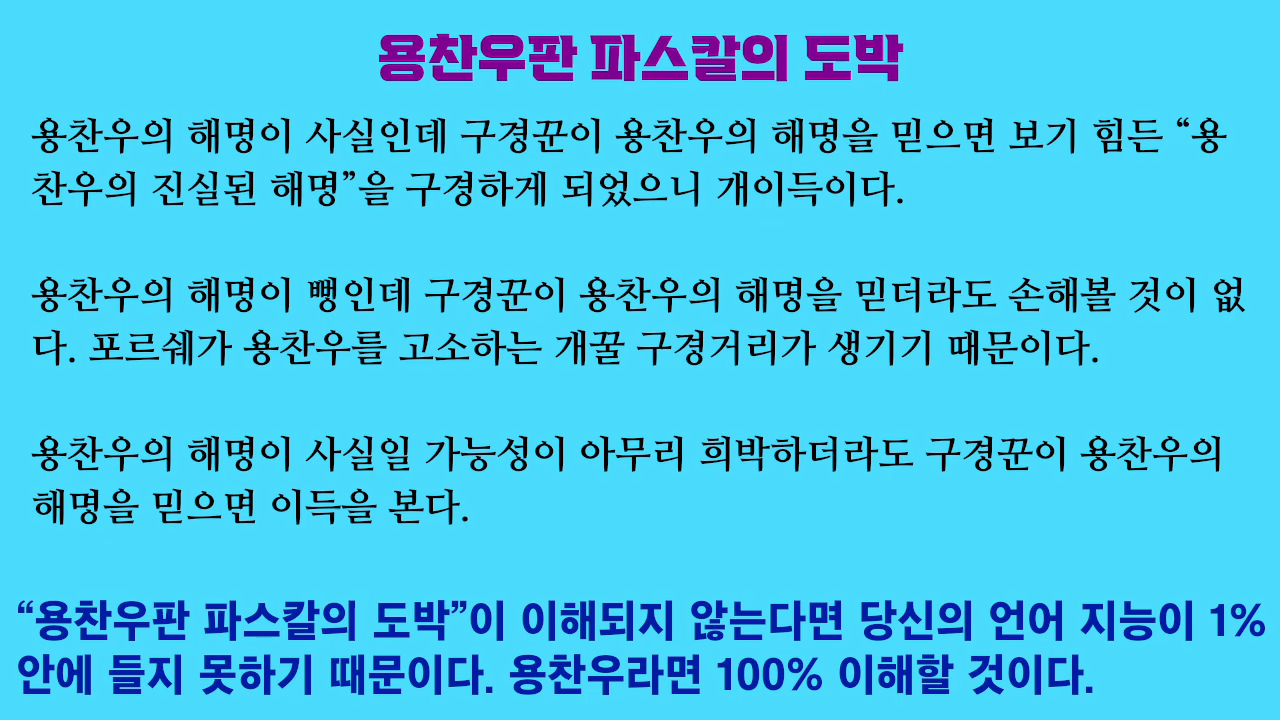 용찬우판 파스칼의 도박
용찬우의 해명이 사실인데 구경꾼이 용찬우의 해명을 믿으면 보기 힘든 “용
찬우의 진실된 해명”을 구경하게 되었으니 개이득이다.
용찬우의 해명이 뻥인데 구경꾼이 용찬우의 해명을 믿더라도 손해볼 것이 없
다. 포르쉐가 용찬우를 고소하는 개꿀 구경거리가 생기기 때문이다.
용찬우의 해명이 사실일 가능성이 아무리 희박하더라도 구경꾼이 용찬우의
해명을 믿으면 이득을 본다.
“용찬우판 파스칼의 도박”이 이해되지 않는다면 당신의 언어 지능이 1%
안에 들지 못하기 때문이다. 용찬우라면 100% 이해할 것이다.